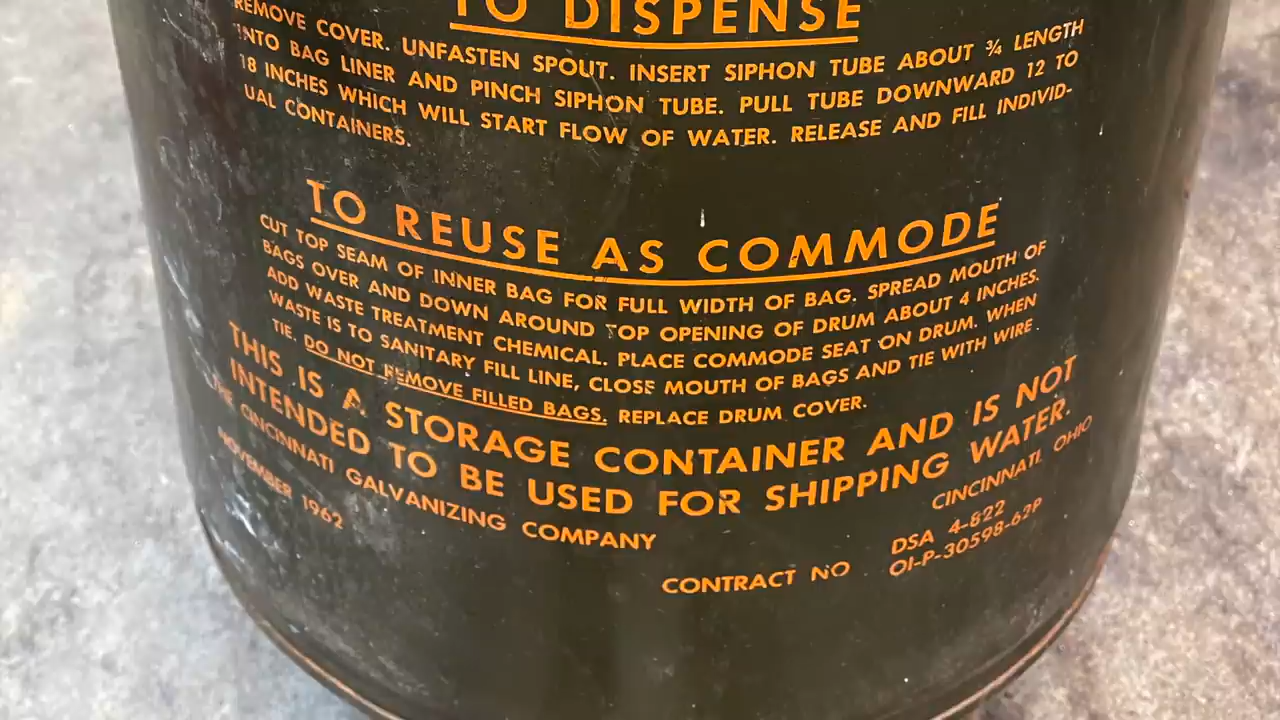 TO DISPENSE
REMOVE COVER. UNFASTEN SPOUT. INSERT SIPHON TUBE ABOUT ¾ LENGTH
INTO BAG LINER AND PINCH SIPHON TUBE. PULL TUBE DOWNWARD 12 TO
18 INCHES WHICH WILL START FLOW OF WATER. RELEASE AND FILL INDIVID-
UAL CONTAINERS.
TO REUSE AS COMMODE
CUT TOP SEAM OF INNER BAG FOR FULL WIDTH OF BAG. SPREAD MOUTH OF
BAGS OVER AND DOWN AROUND TOP OPENING OF DRUM ABOUT 4 INCHES.
ADD WASTE TREATMENT CHEMICAL. PLACE COMMODE SEAT ON DRUM. WHEN
WASTE IS TO SANITARY FILL LINE, CLOSE MOUTH OF BAGS AND TIE WITH WIRE
TIE. DO NOT REMOVE FILLED BAGS. REPLACE DRUM COVER.
THIS IS A STORAGE CONTAINER AND IS NOT
INTENDED TO BE USED FOR SHIPPING WATER.
THE CINCINNATI GALVANIZING COMPANY CINCINNATI, OHIO
NOVEMBER 1962 CONTRACT NO DSA 4-822
OI-P-30598-62P